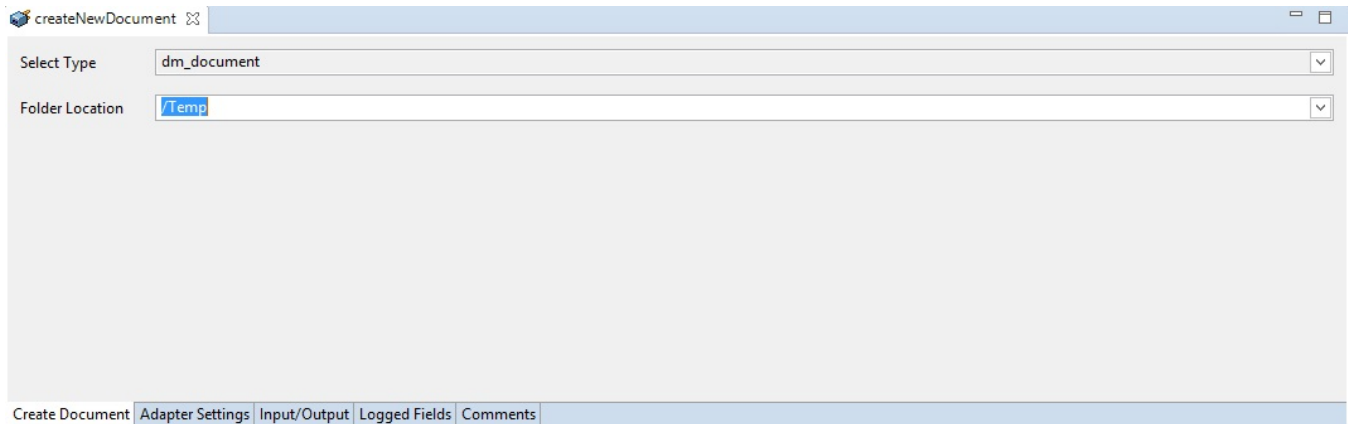 createNewDocument
Select Type dm_document
Folder Location /Temp
Create Document Adapter Settings Input/Output Logged Fields Comments